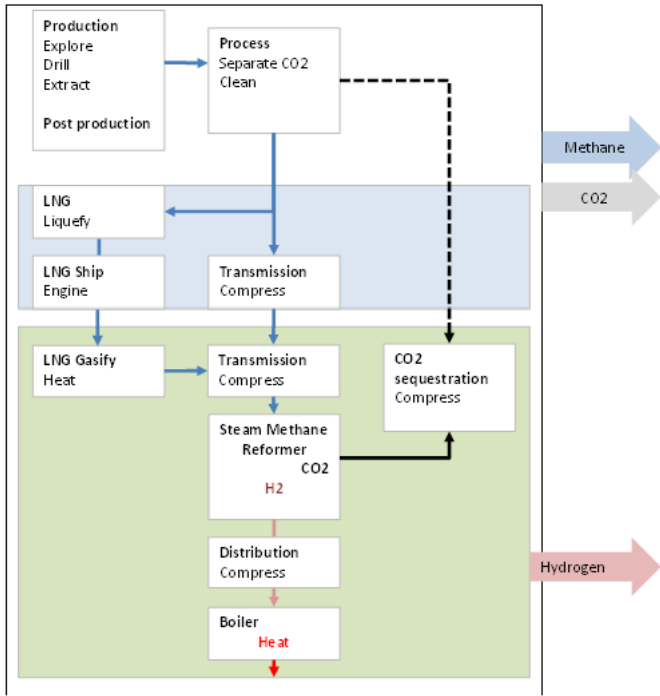 Production
Explore
Drill
Extract
Post production
Process
Separate CO2
Clean
Methane
CO2
LNG
Liquefy
LNG Ship
Engine
Transmission
Compress
LNG Gasify
Heat
Transmission
Compress
CO2
sequestration
Compress
Steam Methane
Reformer
CO2
H2
Distribution
Compress
Hydrogen
Boiler
Heat